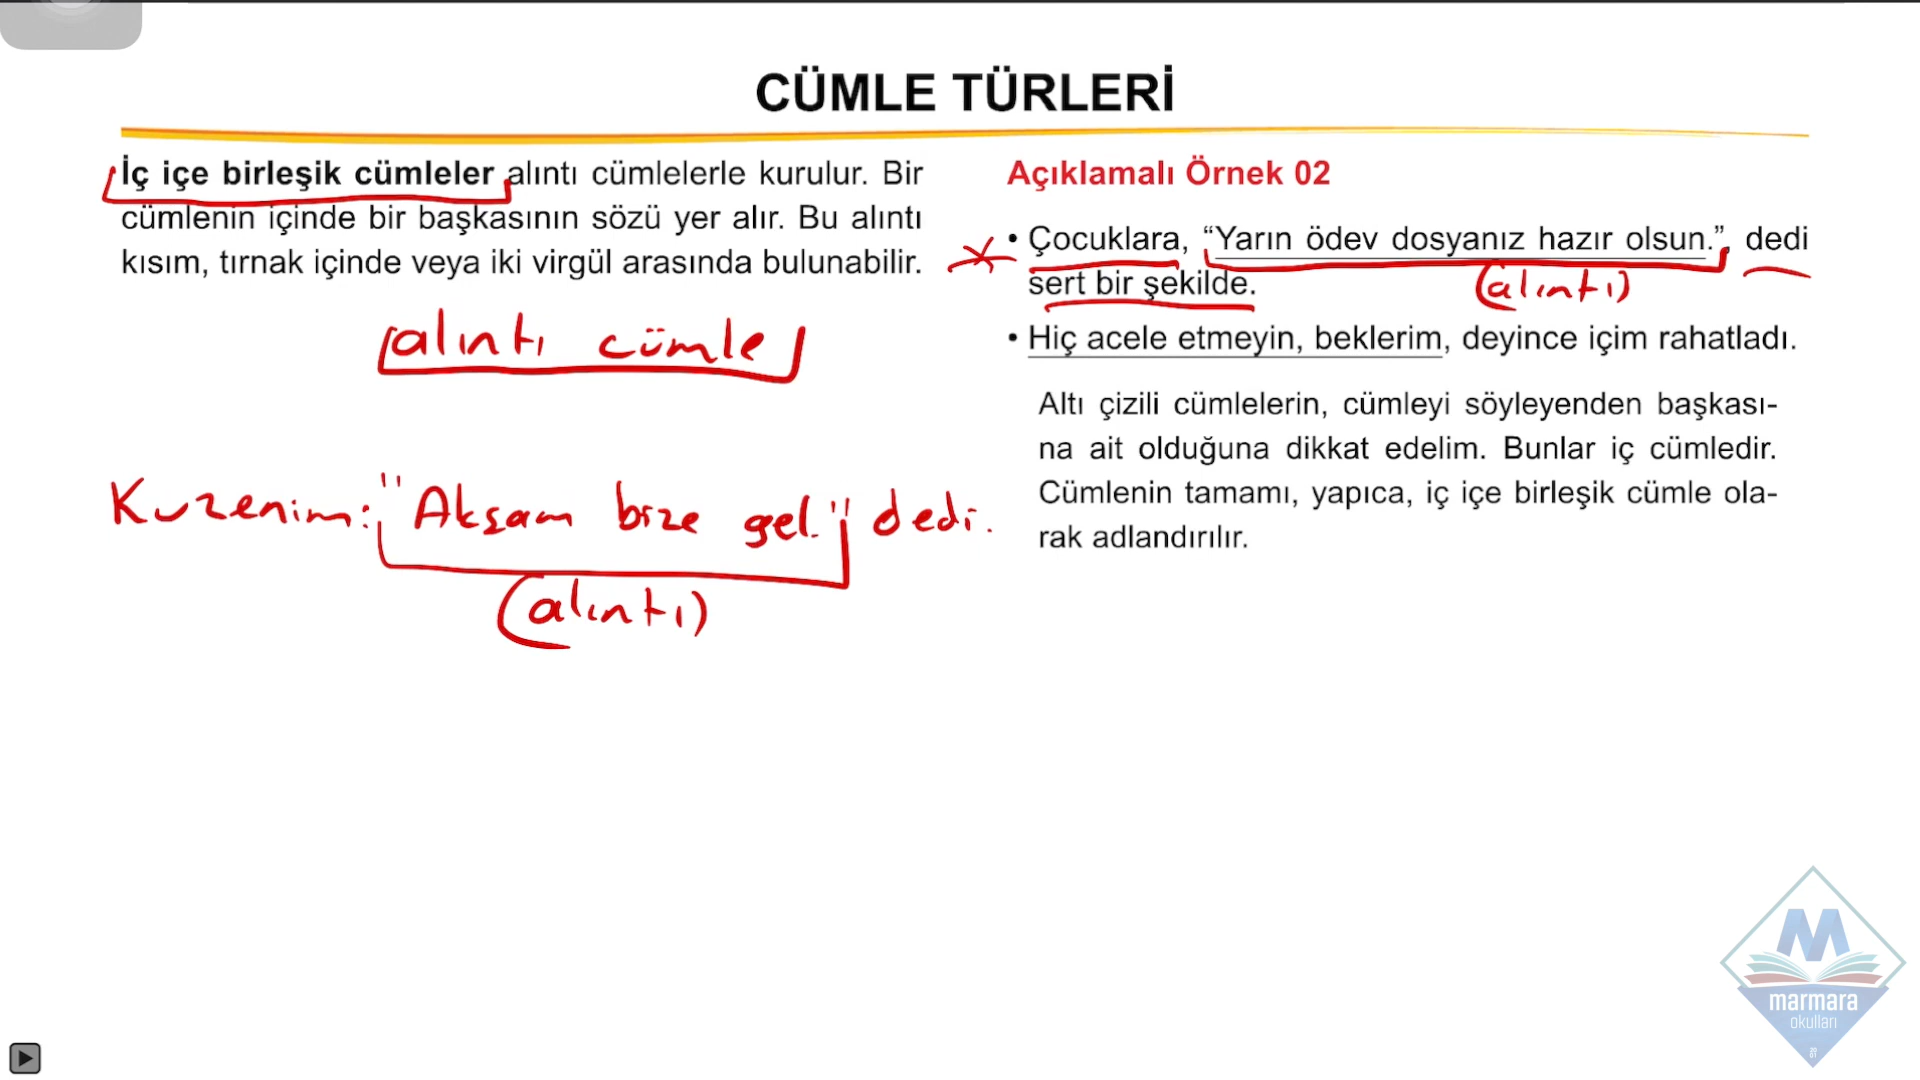 CÜMLE TÜRLERİ
İç içe birleşik cümleler alıntı cümlelerle kurulur. Bir
cümlenin içinde bir başkasının sözü yer alır. Bu alıntı
kısım, tırnak içinde veya iki virgül arasında bulunabilir.
alıntı cümle
Kuzenim: "Akşam bize gel." dedi.
(alıntı)
Açıklamalı Örnek 02
• Çocuklara, “Yarın ödev dosyanız hazır olsun.”, dedi
(alıntı)
sert bir şekilde.
• Hiç acele etmeyin, beklerim, deyince içim rahatladı.
Altı çizili cümlelerin, cümleyi söyleyenden başkası-
na ait olduğuna dikkat edelim. Bunlar iç cümledir.
Cümlenin tamamı, yapıca, iç içe birleşik cümle ola-
rak adlandırılır.
M
marmara
okulları